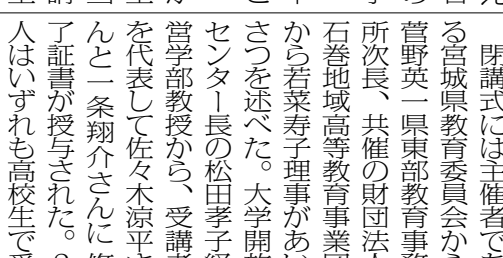 閉講式には主催者であ
る宮城県教育委員会から
菅野英一県東部教育事務
所次長、共催の財団法人
石巻地域高等教育事業団
から若菜寿子理事があい
さつを述べた。大学開放
センター長の松田孝子経
営学部教授から、受講者
を代表して佐々木涼平さ
んと一条翔介さんに修
了証書が授与された。
人はいずれも高校生で受